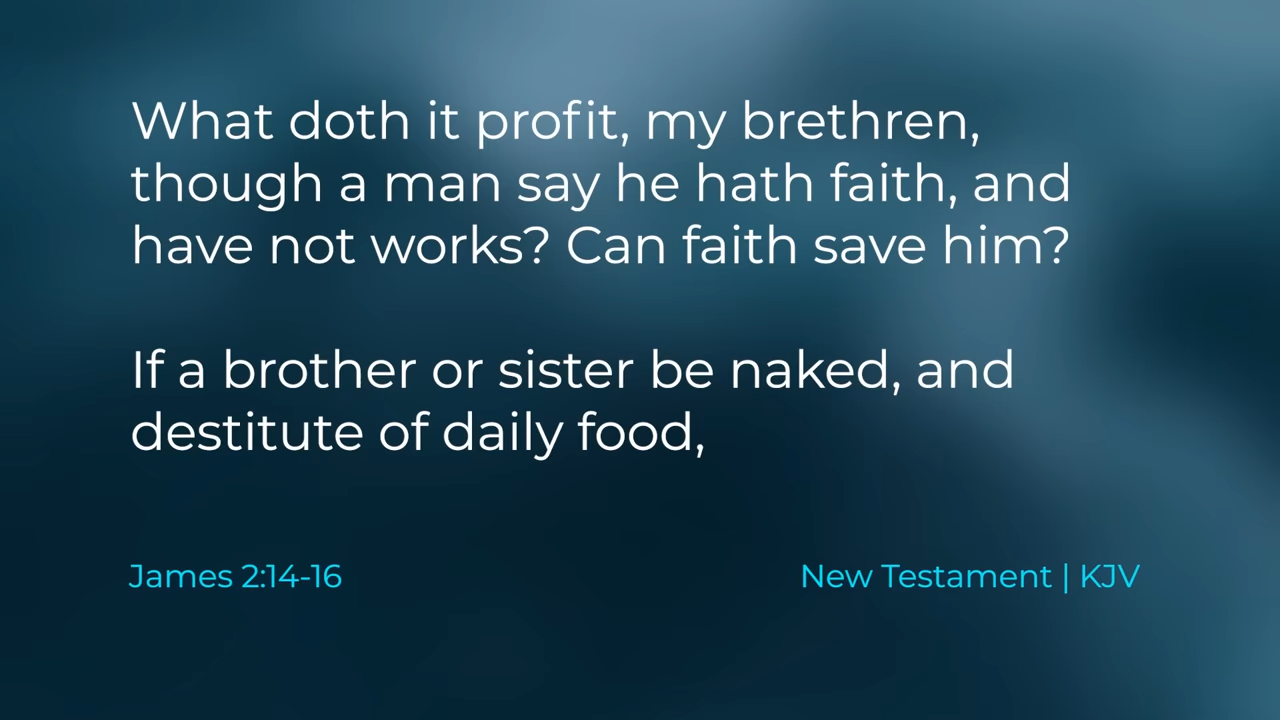 What doth it profit, my brethren,
though a man say he hath faith, and
have not works? Can faith save him?
If a brother or sister be naked, and
destitute of daily food,
James 2:14-16
New Testament | KJV